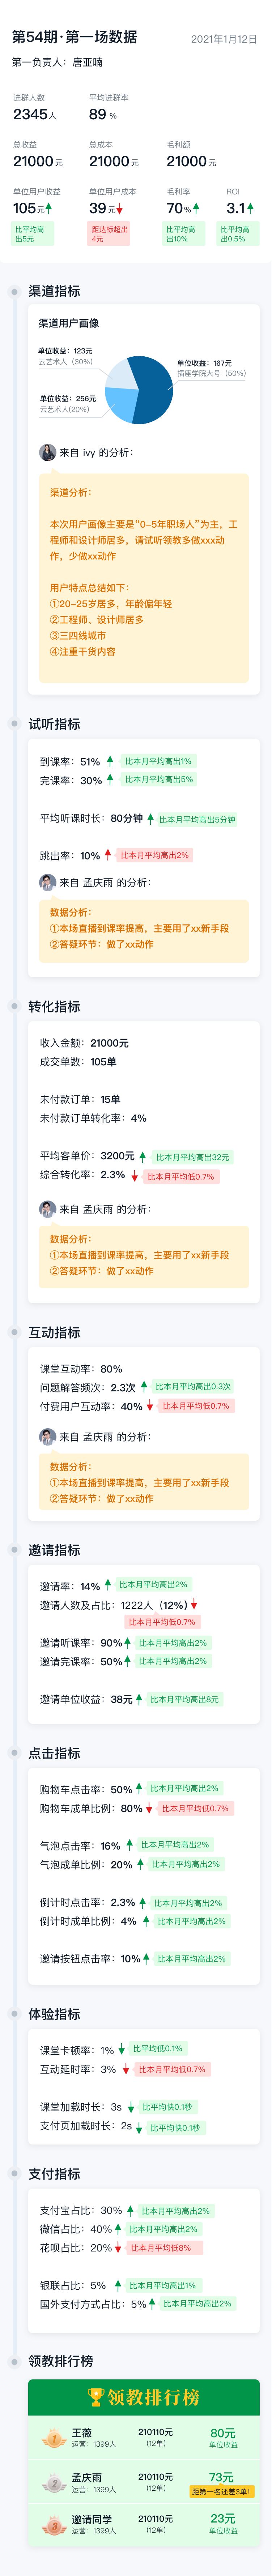 第54期·第一场数据
2021年1月12日
第一负责人：唐亚喃
进群人数
平均进群率
2345人
89 %
总收益
总成本
毛利额
21000元
21000元
21000元
单位用户收益
单位用户成本
毛利率
ROI
105元
39元
70%
3.1
比平均高出5元
距达标超出4元
比平均高出10%
比平均高出0.5%
渠道指标
渠道用户画像
单位收益：123元
云艺术人（30%）
单位收益：167元
插座学院大号（50%）
单位收益：256元
云艺术人(20%)
来自 ivy 的分析：
渠道分析：
本次用户画像主要是“0-5年职场人”为主，工
程师和设计师居多，请试听领教多做xxx动
作，少做xx动作
用户特点总结如下：
①20-25岁居多，年龄偏年轻
②工程师、设计师居多
③三四线城市
④注重干货内容
试听指标
到课率：51% 比本月平均高出1%
完课率：30% 比本月平均高出5%
平均听课时长：80分钟 比本月平均高出5分钟
跳出率：10% 比本月平均高出2%
来自 孟庆雨 的分析：
数据分析：
①本场直播到课率提高，主要用了xx新手段
②答疑环节：做了xx动作
转化指标
收入金额：21000元
成交单数：105单
未付款订单：15单
未付款订单转化率：4%
平均客单价：3200元 比本月平均高出32元
综合转化率：2.3% 比本月平均低0.7%
来自 孟庆雨 的分析：
数据分析：
①本场直播到课率提高，主要用了xx新手段
②答疑环节：做了xx动作
互动指标
课堂互动率：80%
问题解答频次：2.3次 比本月平均高出0.3次
付费用户互动率：40% 比本月平均低0.7%
来自 孟庆雨 的分析：
数据分析：
①本场直播到课率提高，主要用了xx新手段
②答疑环节：做了xx动作
邀请指标
邀请率：14% 比本月平均高出2%
邀请人数及占比：1222人（12%）
比本月平均低0.7%
邀请听课率：90% 比本月平均高出2%
邀请完课率：50% 比本月平均高出2%
邀请单位收益：38元 比本月平均高出8元
点击指标
购物车点击率：50% 比本月平均高出2%
购物车成单比例：80% 比本月平均低0.7%
气泡点击率：16% 比本月平均高出2%
气泡成单比例：20% 比本月平均高出2%
倒计时点击率：2.3% 比本月平均高出2%
倒计时成单比例：4% 比本月平均高出2%
邀请按钮点击率：10% 比本月平均高出2%
体验指标
课堂卡顿率：1% 比平均低0.1%
互动延时率：3% 比本月平均低0.7%
课堂加载时长：3s 比平均快0.1秒
支付页加载时长：2s 比平均快0.1秒
支付指标
支付宝占比：30% 比本月平均高出2%
微信占比：40% 比本月平均高出2%
花呗占比：20% 比本月平均低8%
银联占比：5% 比本月平均高出1%
国外支付方式占比：5% 比本月平均高出2%
领教排行榜
领教排行榜
1
王薇
运营：1399人
210110元
(12单)
80元
单位收益
2
孟庆雨
运营：1399人
210110元
(12单)
73元
距第一名还差3单！
3
邀请同学
运营：1399人
210110元
(12单)
23元
单位收益